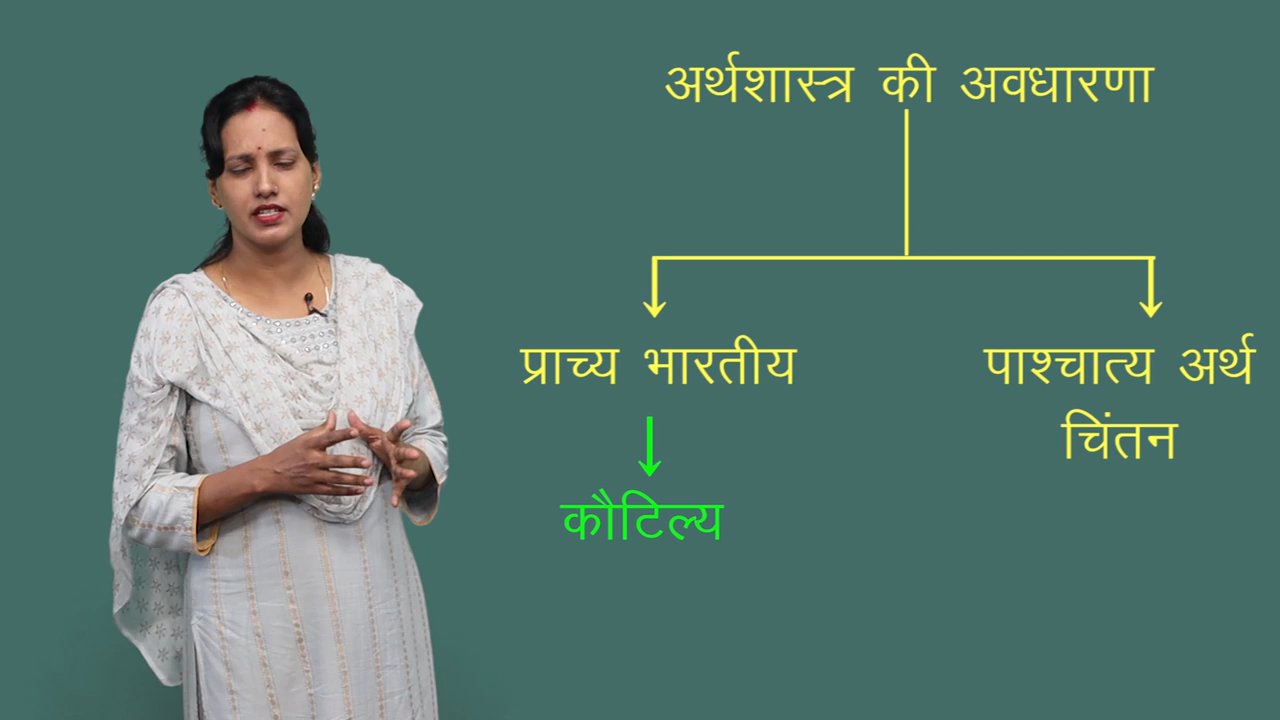 अर्थशास्त्र की अवधारणा
प्राच्य भारतीय
पाश्चात्य अर्थ
चिंतन
कौटिल्य